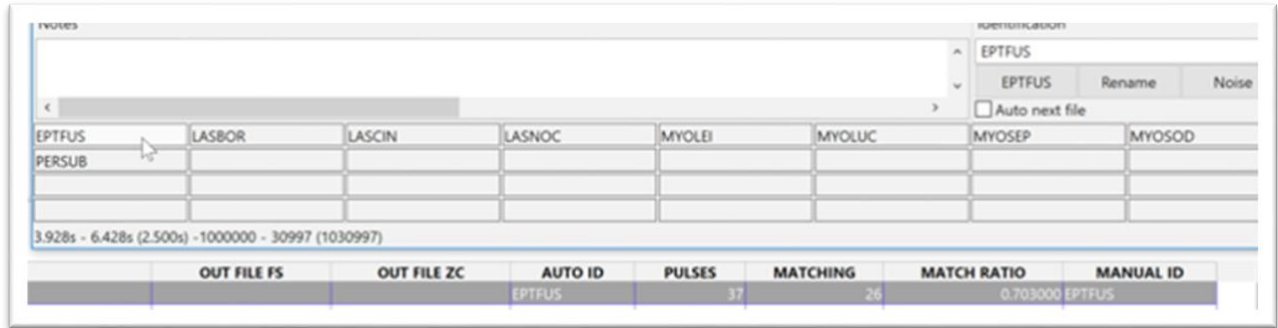 Notes Identification
EPTFUS
EPTFUS Rename Noise
Auto next file
EPTFUS LASBOR LASCIN LASNOC MYOLEI MYOLUC MYOSEP MYOSOD
PERSUB
3.928s - 6.428s (2.500s) -1000000 - 30997 (1030997)
OUT FILE FS OUT FILE ZC AUTO ID PULSES MATCHING MATCH RATIO MANUAL ID
EPTFUS 37 26 0.703000 EPTFUS